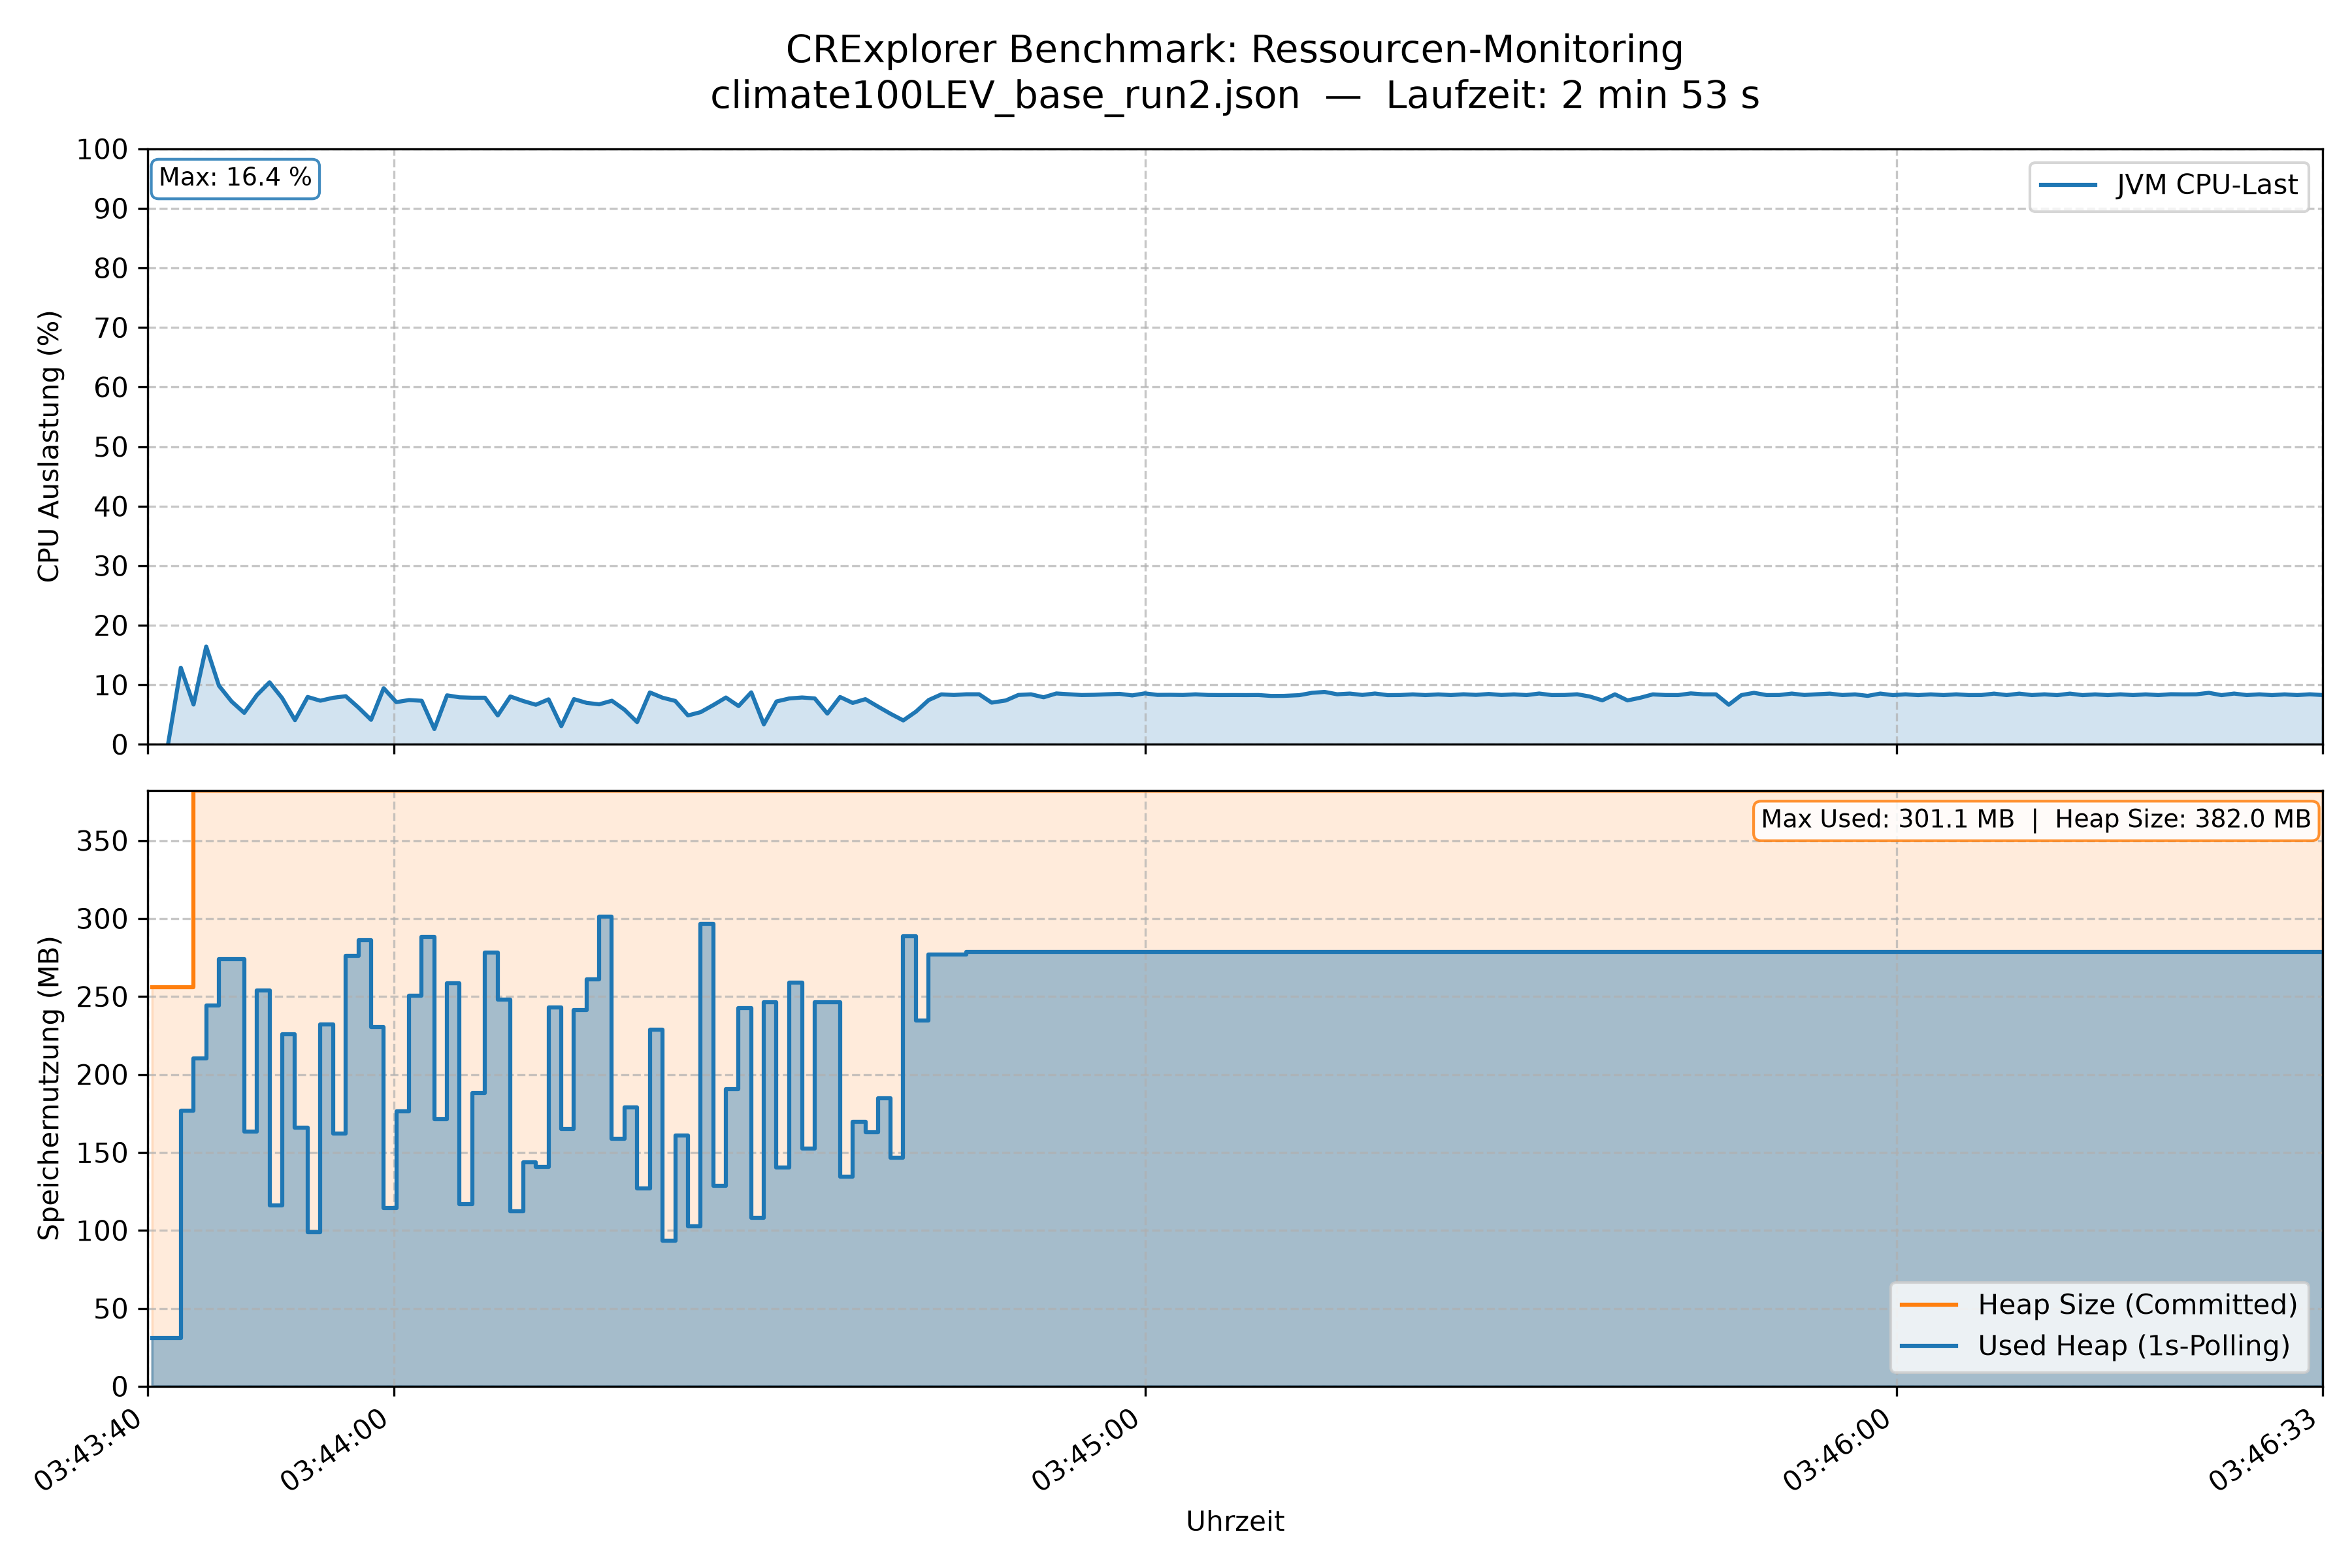 CRExplorer Benchmark: Ressourcen-Monitoring
climate100LEV_base_run2.json — Laufzeit: 2 min 53 s
Max: 16.4 %
JVM CPU-Last
CPU Auslastung (%)
100
90
80
70
60
50
40
30
20
10
0
Max Used: 301.1 MB | Heap Size: 382.0 MB
Speichernutzung (MB)
350
300
250
200
150
100
50
0
Heap Size (Committed)
Used Heap (1s-Polling)
03:43:40
03:44:00
03:45:00
03:46:00
03:46:33
Uhrzeit